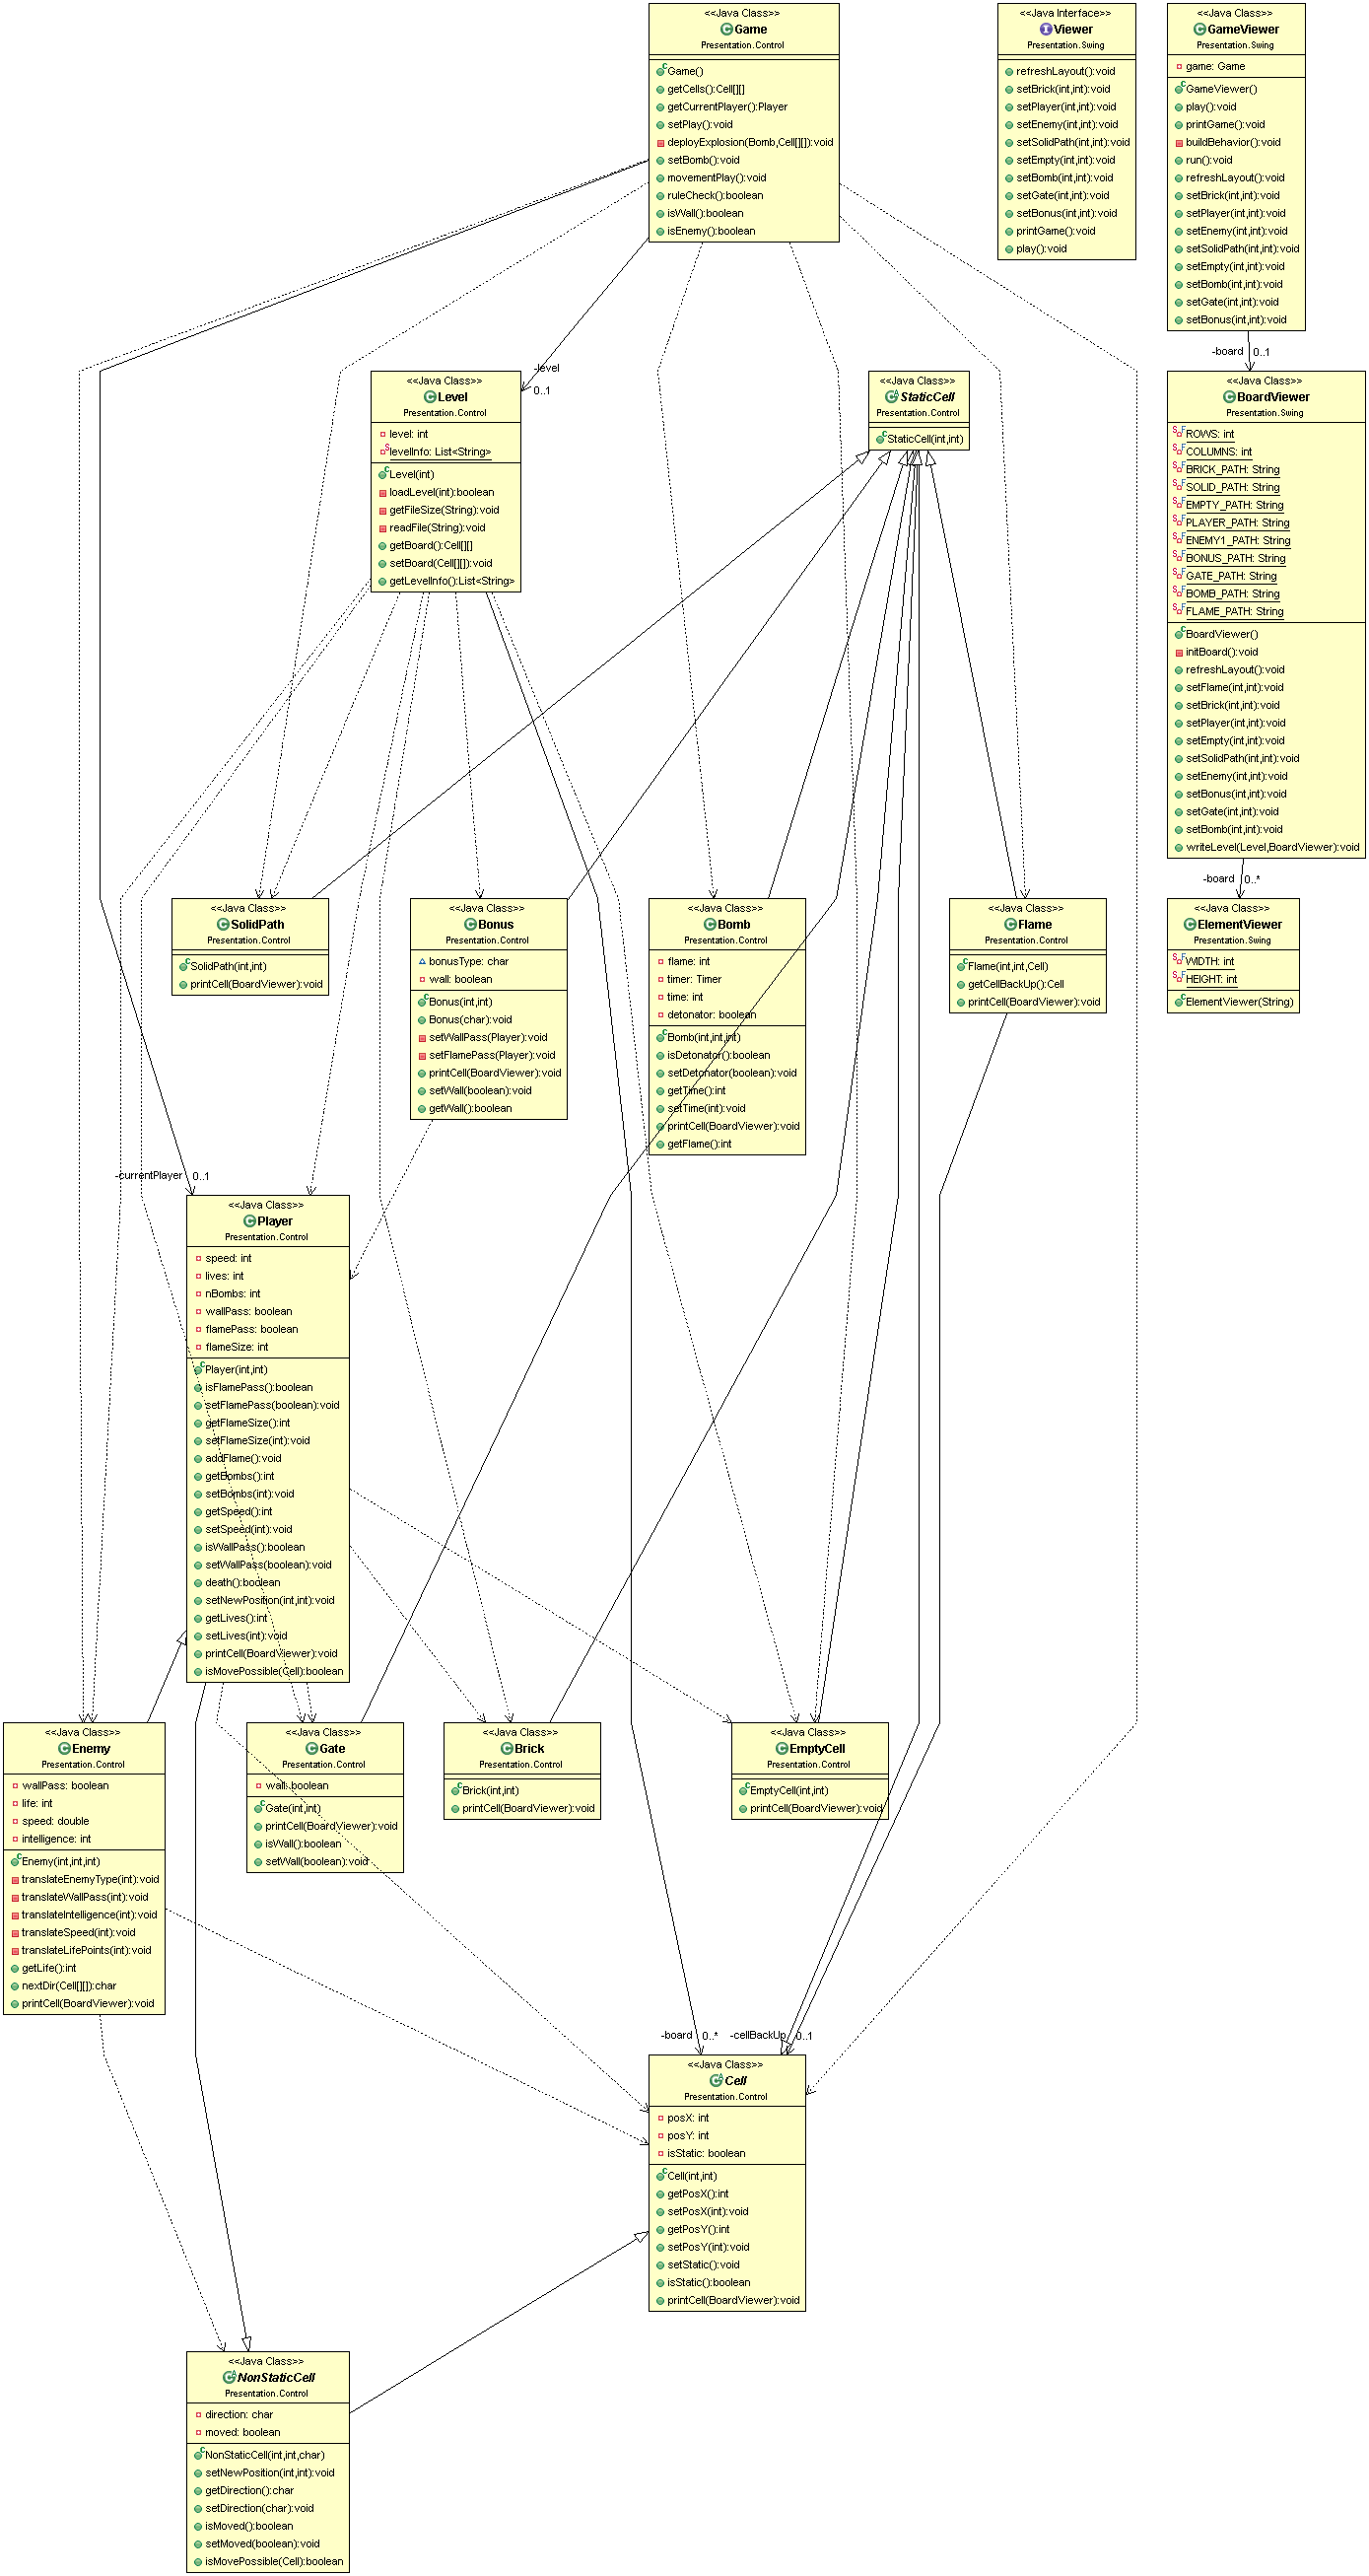 <<Java Class>>
Game
Presentation.Control
Game()
getCells():Cell[][]
getCurrentPlayer():Player
setPlay():void
deployExplosion(Bomb,Cell[][]):void
setBomb():void
movementPlay():void
ruleCheck():boolean
isWall():boolean
isEnemy():boolean
<<Java Interface>>
Viewer
Presentation.Swing
refreshLayout():void
setBrick(int,int):void
setPlayer(int,int):void
setEnemy(int,int):void
setSolidPath(int,int):void
setEmpty(int,int):void
setBomb(int,int):void
setGate(int,int):void
setBonus(int,int):void
printGame():void
play():void
<<Java Class>>
GameViewer
Presentation.Swing
game: Game
GameViewer()
play():void
printGame():void
buildBehavior():void
run():void
refreshLayout():void
setBrick(int,int):void
setPlayer(int,int):void
setEnemy(int,int):void
setSolidPath(int,int):void
setEmpty(int,int):void
setBomb(int,int):void
setGate(int,int):void
setBonus(int,int):void
-board 0..1
-level
0..1
<<Java Class>>
Level
Presentation.Control
level: int
levelInfo: List<String>
Level(int)
loadLevel(int):boolean
getFileSize(String):void
readFile(String):void
getBoard():Cell[][]
setBoard(Cell[][]):void
getLevelInfo():List<String>
<<Java Class>>
StaticCell
Presentation.Control
StaticCell(int,int)
<<Java Class>>
BoardViewer
Presentation.Swing
ROWS: int
COLUMNS: int
BRICK_PATH: String
SOLID_PATH: String
EMPTY_PATH: String
PLAYER_PATH: String
ENEMY1_PATH: String
BONUS_PATH: String
GATE_PATH: String
BOMB_PATH: String
FLAME_PATH: String
BoardViewer()
initBoard():void
refreshLayout():void
setFlame(int,int):void
setBrick(int,int):void
setPlayer(int,int):void
setEmpty(int,int):void
setSolidPath(int,int):void
setEnemy(int,int):void
setBonus(int,int):void
setGate(int,int):void
setBomb(int,int):void
writeLevel(Level,BoardViewer):void
-board 0..*
<<Java Class>>
SolidPath
Presentation.Control
SolidPath(int,int)
printCell(BoardViewer):void
<<Java Class>>
Bonus
Presentation.Control
bonusType: char
wall: boolean
Bonus(int,int)
Bonus(char):void
setWallPass(Player):void
setFlamePass(Player):void
printCell(BoardViewer):void
setWall(boolean):void
getWall():boolean
<<Java Class>>
Bomb
Presentation.Control
flame: int
timer: Timer
time: int
detonator: boolean
Bomb(int,int,int)
isDetonator():boolean
setDetonator(boolean):void
getTime():int
setTime(int):void
printCell(BoardViewer):void
getFlame():int
<<Java Class>>
Flame
Presentation.Control
Flame(int,int,Cell)
getCellBackUp():Cell
printCell(BoardViewer):void
<<Java Class>>
ElementViewer
Presentation.Swing
WIDTH: int
HEIGHT: int
ElementViewer(String)
-currentPlayer 0..1
<<Java Class>>
Player
Presentation.Control
speed: int
lives: int
nBombs: int
wallPass: boolean
flamePass: boolean
flameSize: int
Player(int,int)
isFlamePass():boolean
setFlamePass(boolean):void
getFlameSize():int
setFlameSize(int):void
addFlame():void
getBombs():int
setBombs(int):void
getSpeed():int
setSpeed(int):void
isWallPass():boolean
setWallPass(boolean):void
death():boolean
setNewPosition(int,int):void
getLives():int
setLives(int):void
printCell(BoardViewer):void
isMovePossible(Cell):boolean
<<Java Class>>
Enemy
Presentation.Control
wallPass: boolean
life: int
speed: double
intelligence: int
Enemy(int,int,int)
translateEnemyType(int):void
translateWallPass(int):void
translateIntelligence(int):void
translateSpeed(int):void
translateLifePoints(int):void
getLife():int
nextDir(Cell[][]):char
printCell(BoardViewer):void
<<Java Class>>
Gate
Presentation.Control
wall: boolean
Gate(int,int)
printCell(BoardViewer):void
isWall():boolean
setWall(boolean):void
<<Java Class>>
Brick
Presentation.Control
Brick(int,int)
printCell(BoardViewer):void
<<Java Class>>
EmptyCell
Presentation.Control
EmptyCell(int,int)
printCell(BoardViewer):void
-board 0..* -cellBackUp 0..1
<<Java Class>>
Cell
Presentation.Control
posX: int
posY: int
isStatic: boolean
Cell(int,int)
getPosX():int
setPosX(int):void
getPosY():int
setPosY(int):void
setStatic():void
isStatic():boolean
printCell(BoardViewer):void
<<Java Class>>
NonStaticCell
Presentation.Control
direction: char
moved: boolean
NonStaticCell(int,int,char)
setNewPosition(int,int):void
getDirection():char
setDirection(char):void
isMoved():boolean
setMoved(boolean):void
isMovePossible(Cell):boolean